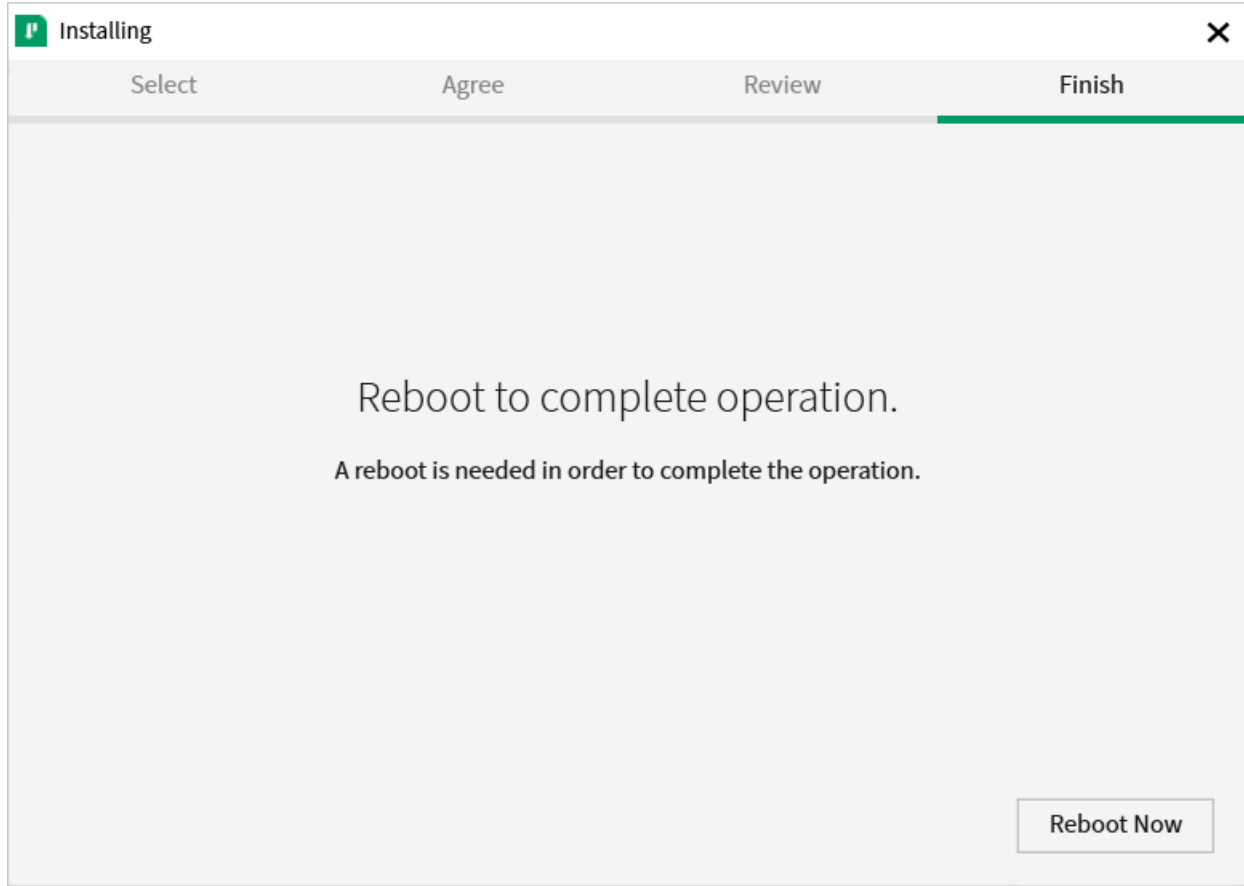 Installing
Select
Agree
Review
Finish
Reboot to complete operation.
A reboot is needed in order to complete the operation.
Reboot Now